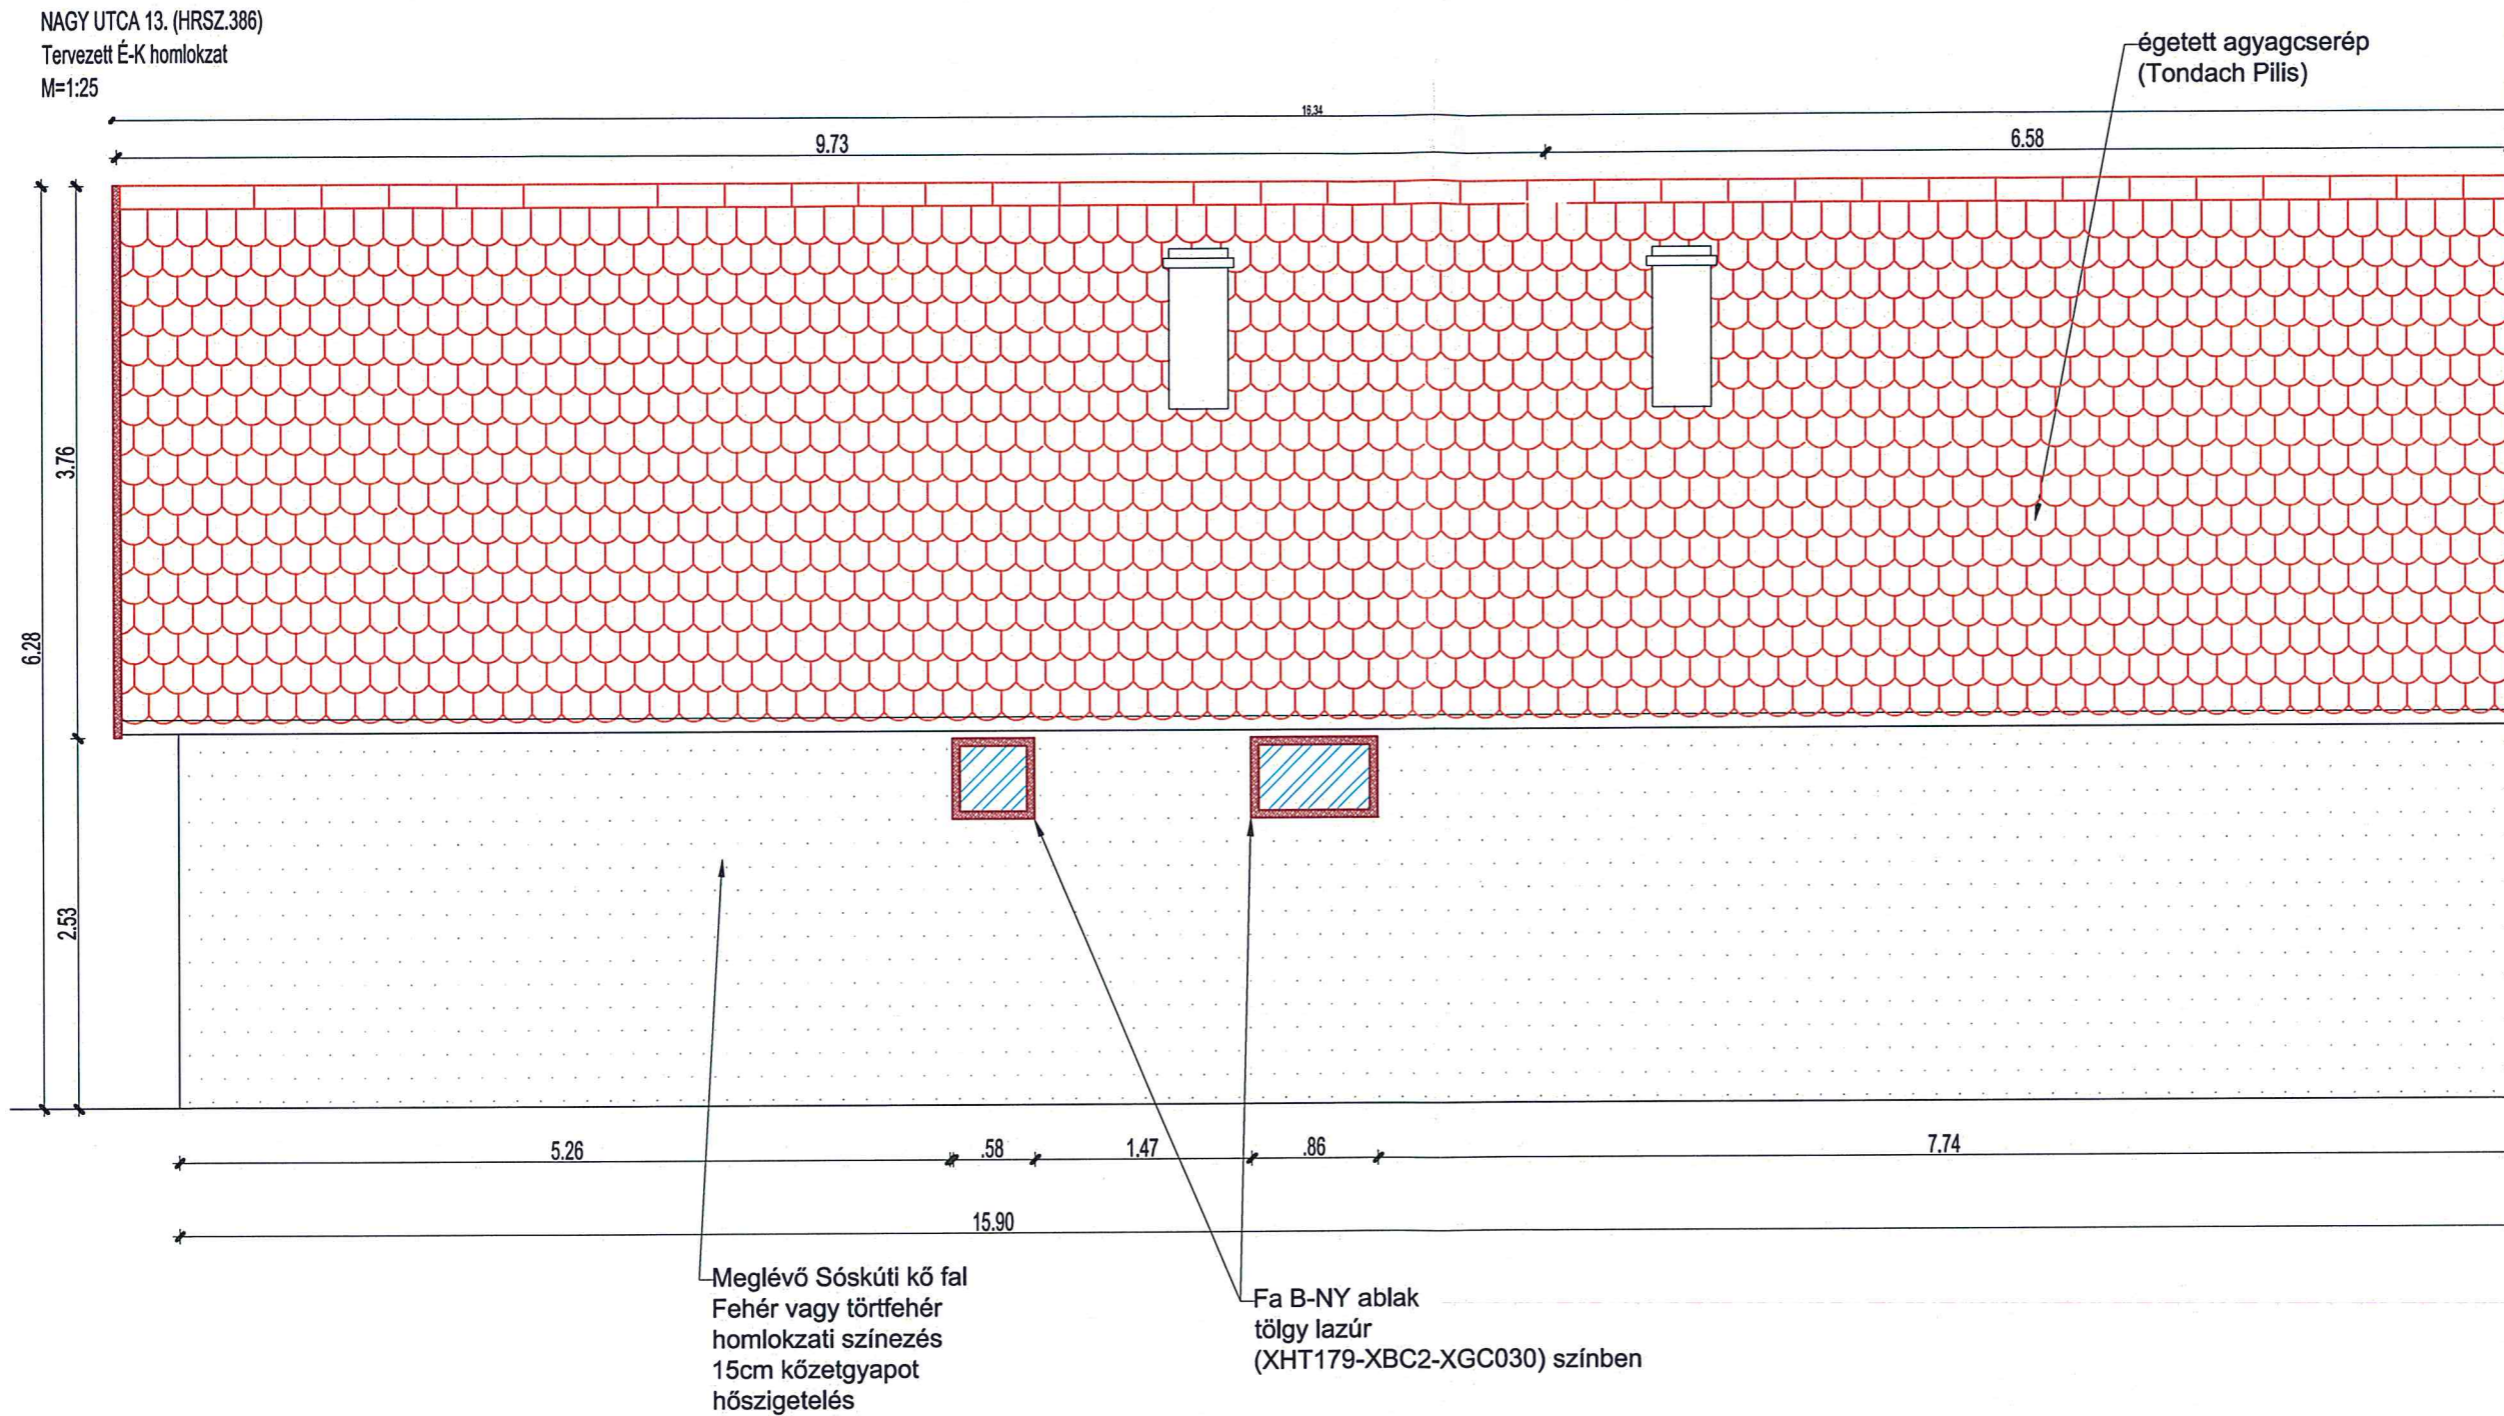 NAGY UTCA 13. (HRSZ.386)
Tervezett É-K homlokzat
M=1:25
égetett agyagcserép
(Tondach Pilis)
16.34
9.73
6.58
3.76
6.28
2.53
5.26
.58
1.47
.86
7.74
15.90
Meglévő Sóskúti kő fal
Fehér vagy törtfehér
homlokzati színezés
15cm kőzetgyapot
hőszigetelés
Fa B-NY ablak
tölgy lazúr
(XHT179-XBC2-XGC030) színben